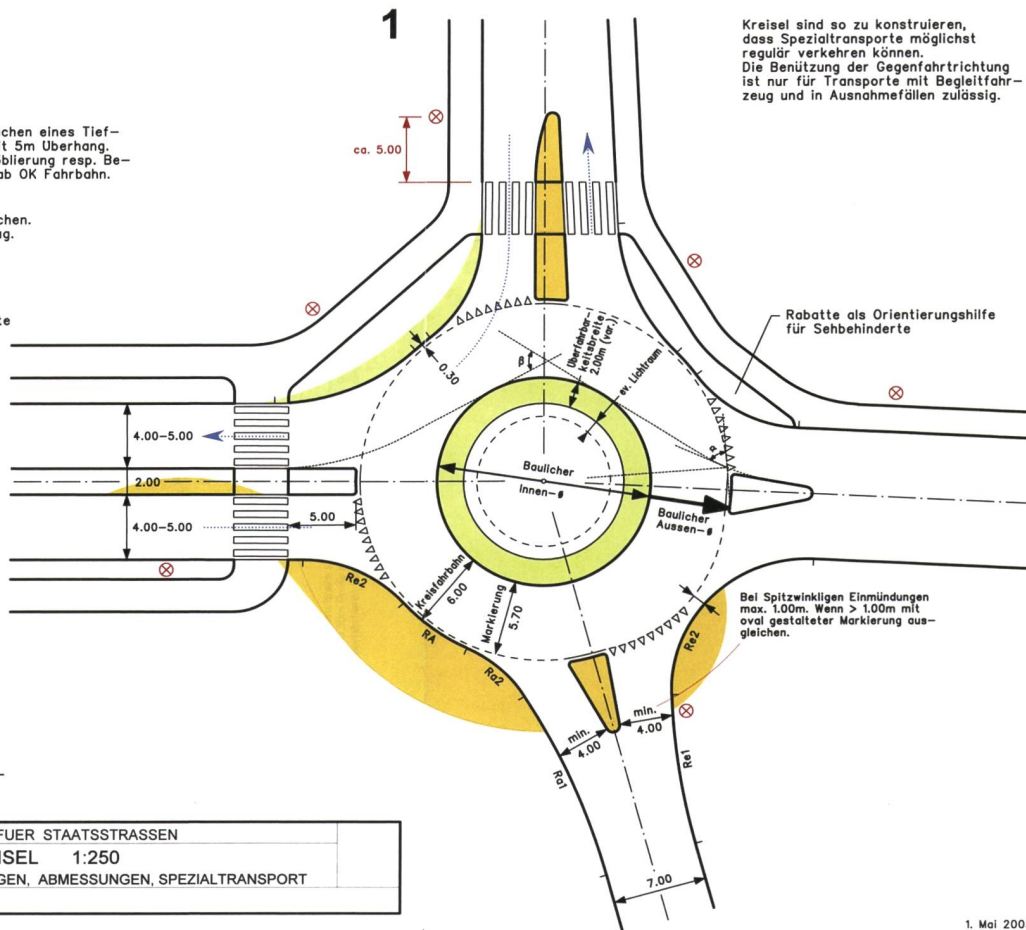 1
Kreisel sind so zu konstruieren,
dass Spezialtransporte möglichst
regulär verkehren können.
Die Benützung der Gegenfahrtrichtung
ist nur für Transporte mit Begleitfahr-
zeug und in Ausnahmefällen zulässig.
chen eines Tief-
t 5m Überhang.
blierung resp. Be-
ab OK Fahrbahn.
chen.
g.
te
ca. 5.00
Rabatte als Orientierungshilfe
für Sehbehinderte
0.30
β
Überfahrbar-
keitsbreite
2.00m (var.)
ev. Lichtraum
α
4.00-5.00
2.00
4.00-5.00
5.00
Baulicher
Innen-ø
Baulicher
Aussen-ø
Re2
Kreisfahrbahn
6.00
RA
Markierung
5.70
Ra2
Re2
Bei Spitzwinkligen Einmündungen
max. 1.00m. Wenn > 1.00m mit
oval gestalteter Markierung aus-
gleichen.
min.
4.00
min.
4.00
Ra1
Re1
7.00
FUER STAATSSTRASSEN
ISEL 1:250
GEN, ABMESSUNGEN, SPEZIALTRANSPORT
1. Mai 200